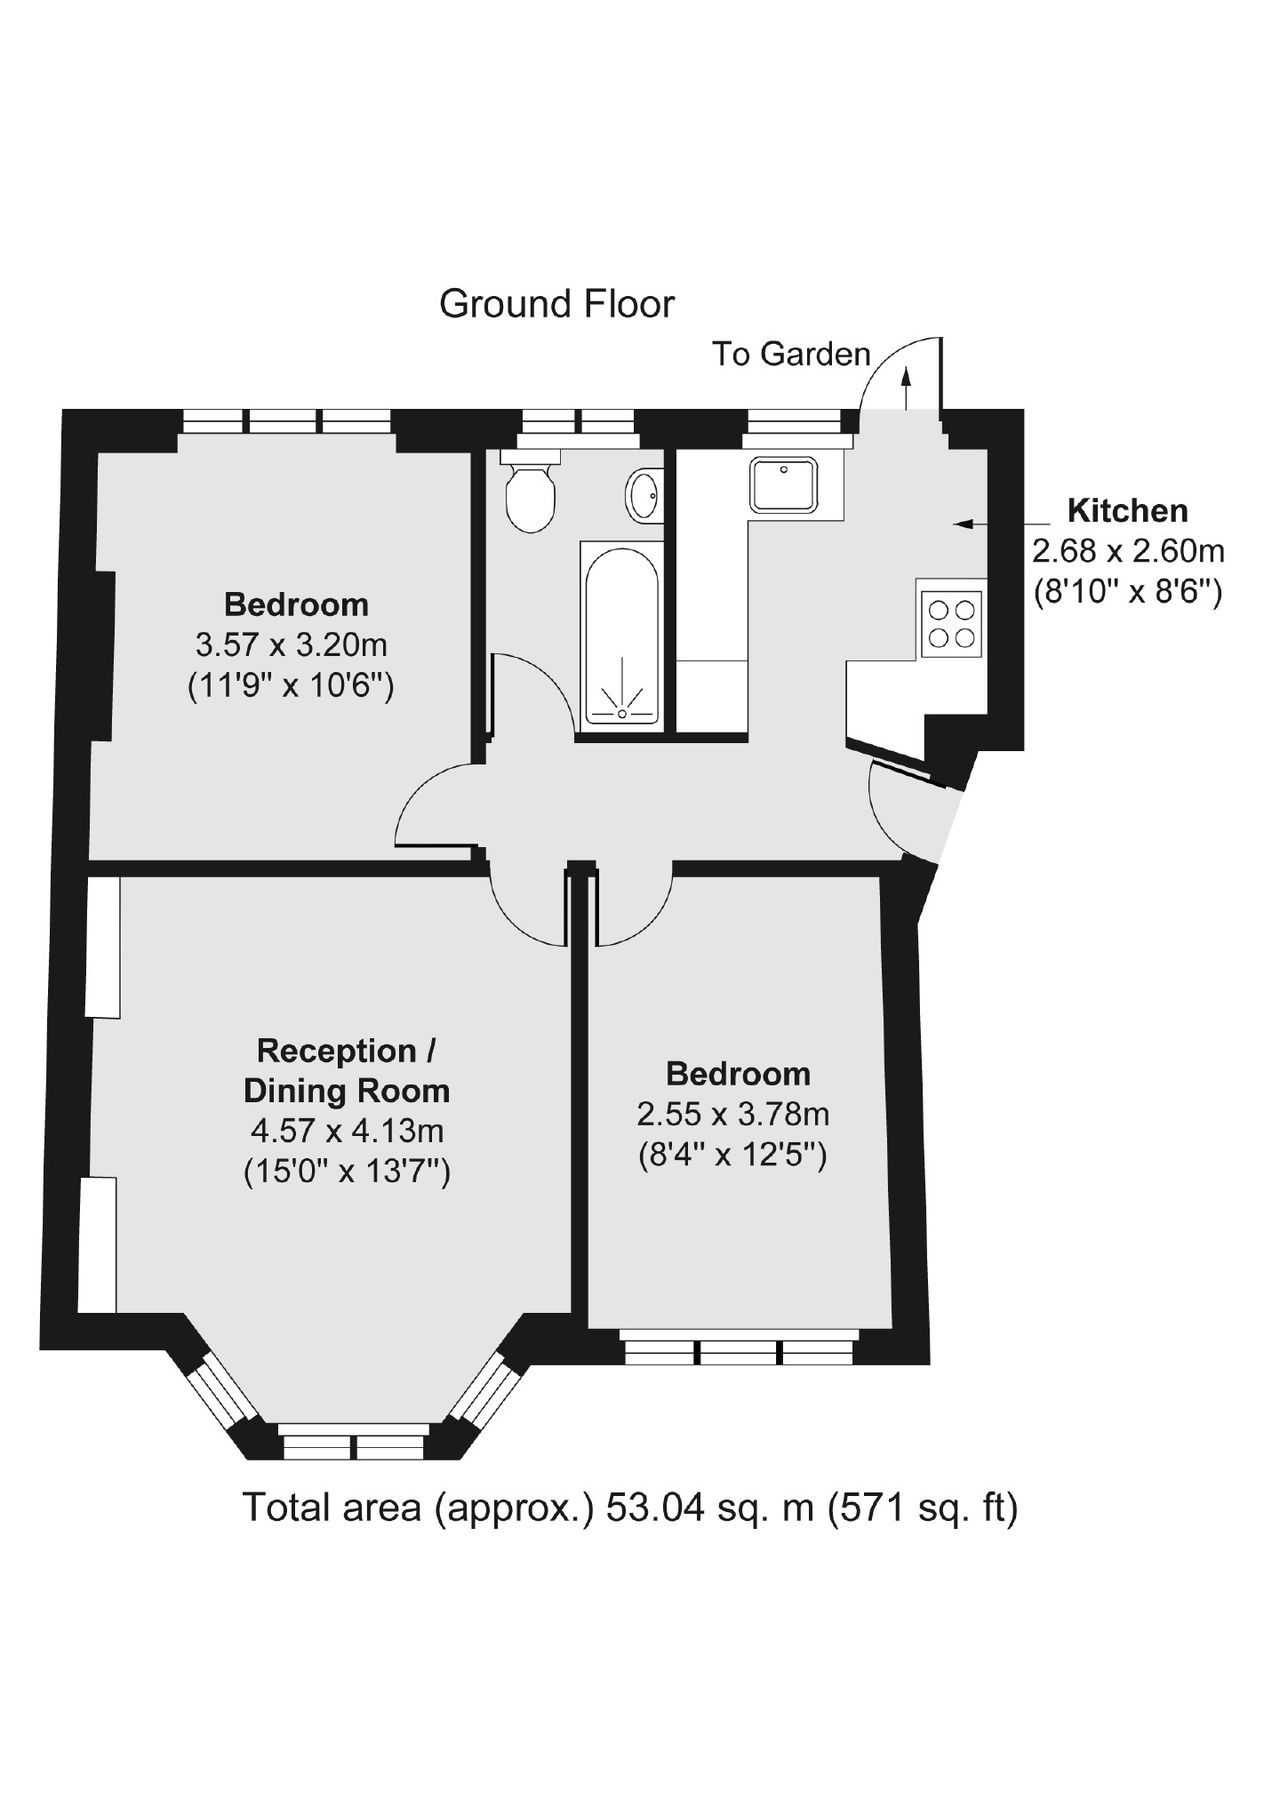 Ground Floor
To Garden
Kitchen
2.68 x 2.60m
(8'10" x 8'6")
Bedroom
3.57 x 3.20m
(11'9" x 10'6")
Reception /
Dining Room
4.57 x 4.13m
(15'0" x 13'7")
Bedroom
2.55 x 3.78m
(8'4" x 12'5")
Total area (approx.) 53.04 sq. m (571 sq. ft)